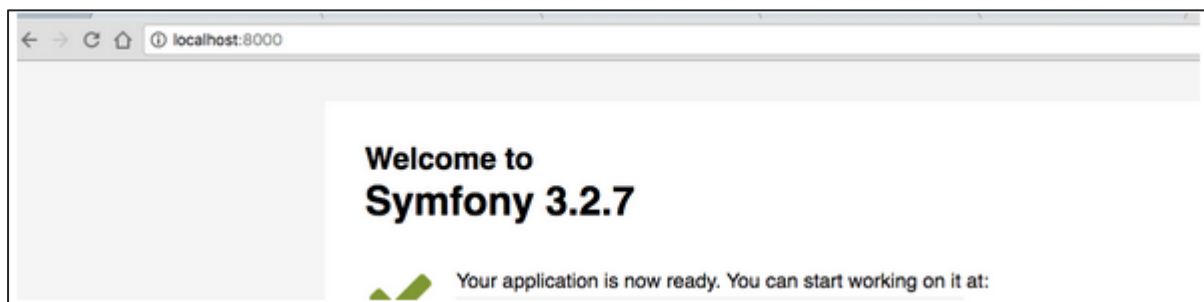 localhost:8000
Welcome to
Symfony 3.2.7
Your application is now ready. You can start working on it at: